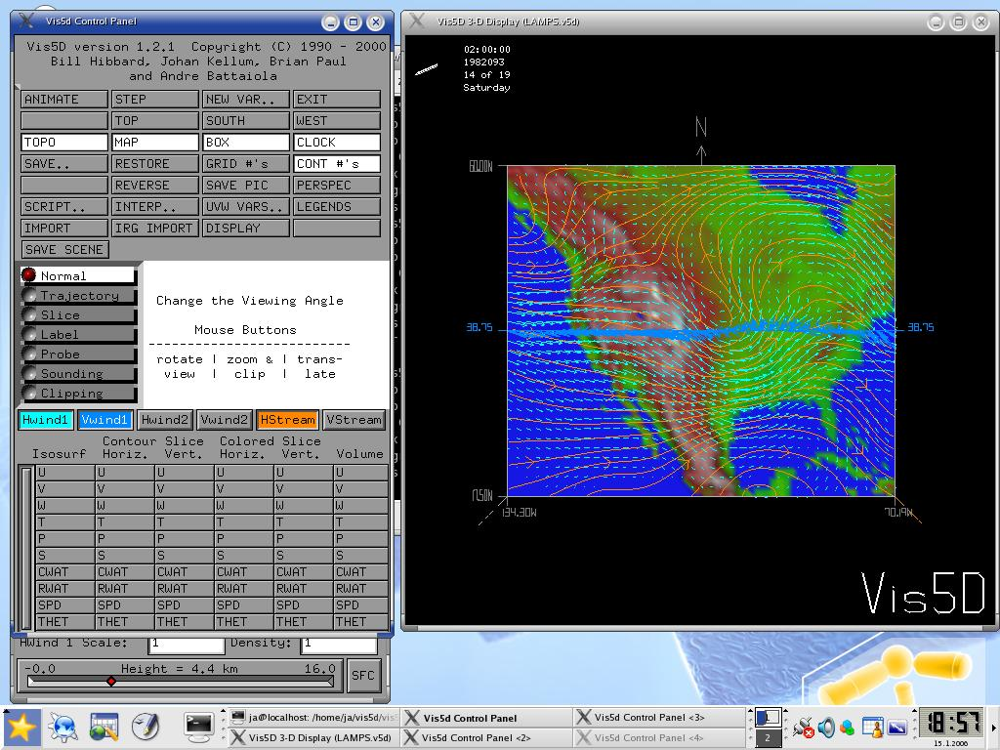 Vis5d Control Panel
Vis5D version 1.2.1 Copyright (C) 1990 - 2000
Bill Hibbard, Johan Kellum, Brian Paul
and Andre Battaiola
ANIMATE STEP NEW VAR.. EXIT
TOP SOUTH WEST
TOPO MAP BOX CLOCK
SAVE.. RESTORE GRID #'s CONT #'s
REVERSE SAVE PIC PERSPEC
SCRIPT.. INTERP.. UVW VARS.. LEGENDS
IMPORT IRG IMPORT DISPLAY
SAVE SCENE
Normal
Trajectory
Slice
Label
Probe
Sounding
Clipping
Change the Viewing Angle
Mouse Buttons
-----------------------------
rotate | zoom & | trans-
view | clip | late
Hwind1 Vwind1 Hwind2 Vwind2 HStream VStream
Contour Slice Colored Slice
Isosurf Horiz. Vert. Horiz. Vert. Volume
U U U U U U
V V V V V V
W W W W W W
T T T T T T
P P P P P P
S S S S S S
CWAT CWAT CWAT CWAT CWAT CWAT
RWAT RWAT RWAT RWAT RWAT RWAT
SPD SPD SPD SPD SPD SPD
THET THET THET THET THET THET
HWind 1 Scale: 1 Density: 1
-0.0 Height = 4.4 km 16.0
SFC
Vis5D 3-D Display (LAMPS.v5d)
02:00:00
1982093
14 of 19
Saturday
N
60.00N
38.75 38.75
17.50N
134.30W 70.19W
Vis5D
ja@localhost: /home/ja/vis5d/vis
Vis5D 3-D Display (LAMPS.v5d)
Vis5d Control Panel
Vis5d Control Panel <2>
Vis5d Control Panel <3>
Vis5d Control Panel <4>
2
18:57
15.1.2006